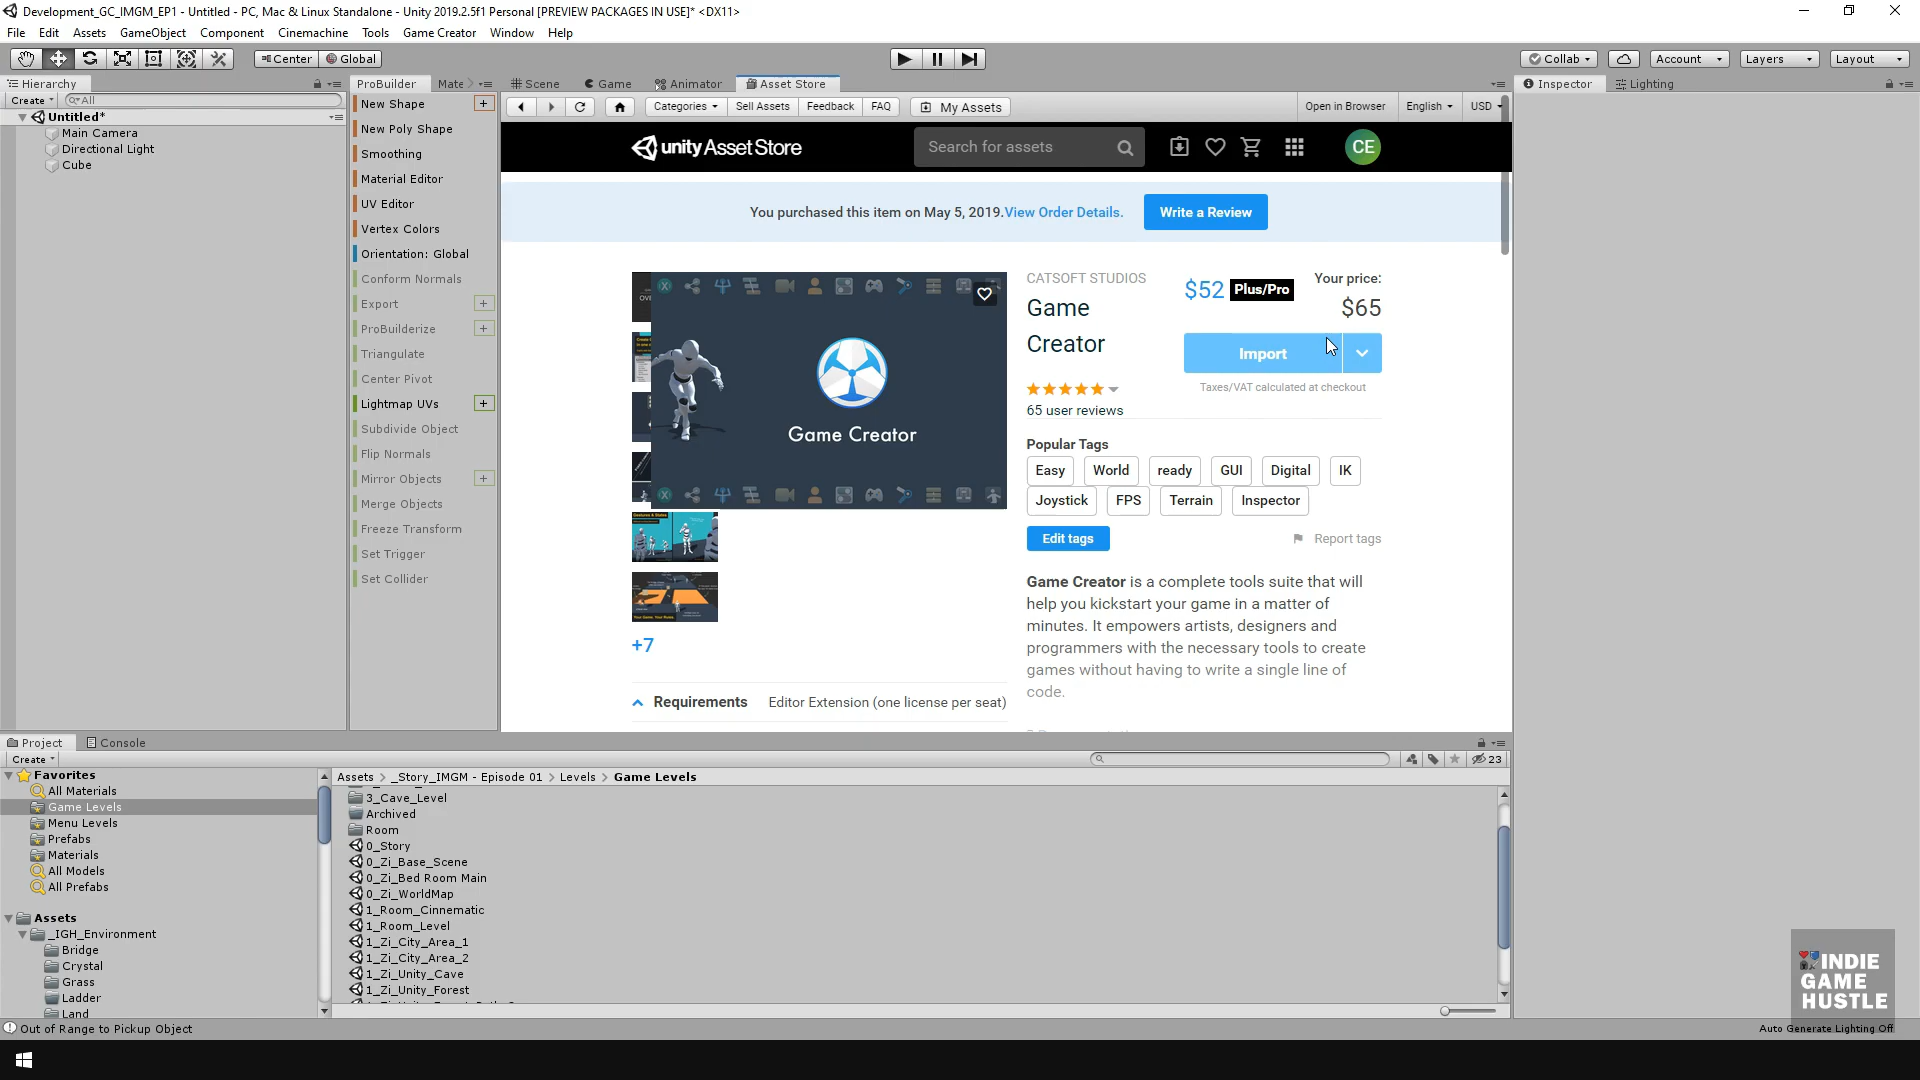 Development_GC_IMGM_EP1 - Untitled - PC, Mac & Linux Standalone - Unity 2019.2.5f1 Personal [PREVIEW PACKAGES IN USE]* <DX11>
File Edit Assets GameObject Component Cinemachine Tools Game Creator Window Help
Center Global Collab Account Layers Layout
Hierarchy ProBuilder Mate Scene Game Animator Asset Store Inspector Lighting
Create All
Untitled*
Main Camera
Directional Light
Cube
New Shape
New Poly Shape
Smoothing
Material Editor
UV Editor
Vertex Colors
Orientation: Global
Conform Normals
Export
ProBuilderize
Triangulate
Center Pivot
Lightmap UVs
Subdivide Object
Flip Normals
Mirror Objects
Merge Objects
Freeze Transform
Set Trigger
Set Collider
Categories Sell Assets Feedback FAQ My Assets Open in Browser English USD
unity Asset Store Search for assets CE
You purchased this item on May 5, 2019. View Order Details. Write a Review
Game Creator
CATSOFT STUDIOS
Game
Creator
$52 Plus/Pro Your price:
$65
Import
Taxes/VAT calculated at checkout
65 user reviews
Popular Tags
Easy World ready GUI Digital IK
Joystick FPS Terrain Inspector
Edit tags Report tags
Game Creator is a complete tools suite that will
help you kickstart your game in a matter of
minutes. It empowers artists, designers and
programmers with the necessary tools to create
games without having to write a single line of
code.
+7
Requirements Editor Extension (one license per seat)
Project Console
Create 23
Favorites
All Materials
Game Levels
Menu Levels
Prefabs
Materials
All Models
All Prefabs
Assets
_IGH_Environment
Bridge
Crystal
Grass
Ladder
Land
Assets > _Story_IMGM - Episode 01 > Levels > Game Levels
3_Cave_Level
Archived
Room
0_Story
0_Zi_Base_Scene
0_Zi_Bed Room Main
0_Zi_WorldMap
1_Room_Cinnematic
1_Room_Level
1_Zi_City_Area_1
1_Zi_City_Area_2
1_Zi_Unity_Cave
1_Zi_Unity_Forest
INDIE
GAME
HUSTLE
Out of Range to Pickup Object
Auto Generate Lighting Off